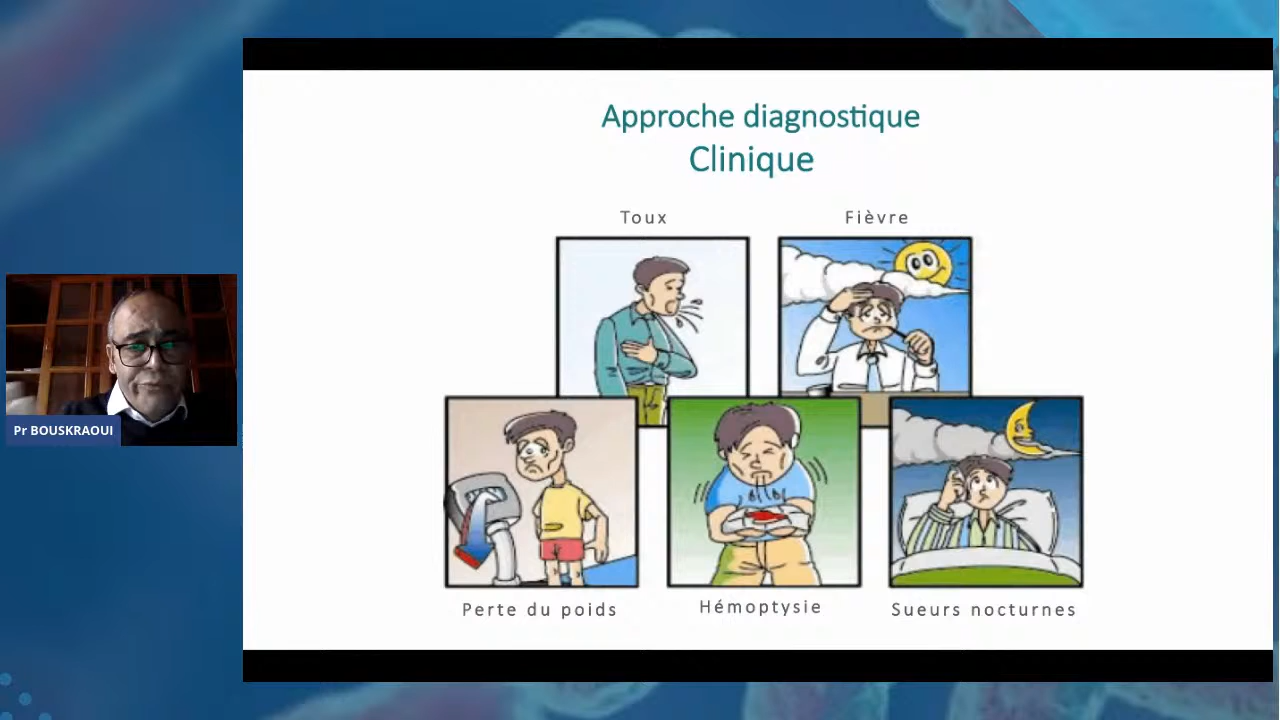 Approche diagnostique
Clinique
Toux
Fièvre
Perte du poids
Hémoptysie
Sueurs nocturnes
Pr BOUSKRAOUI